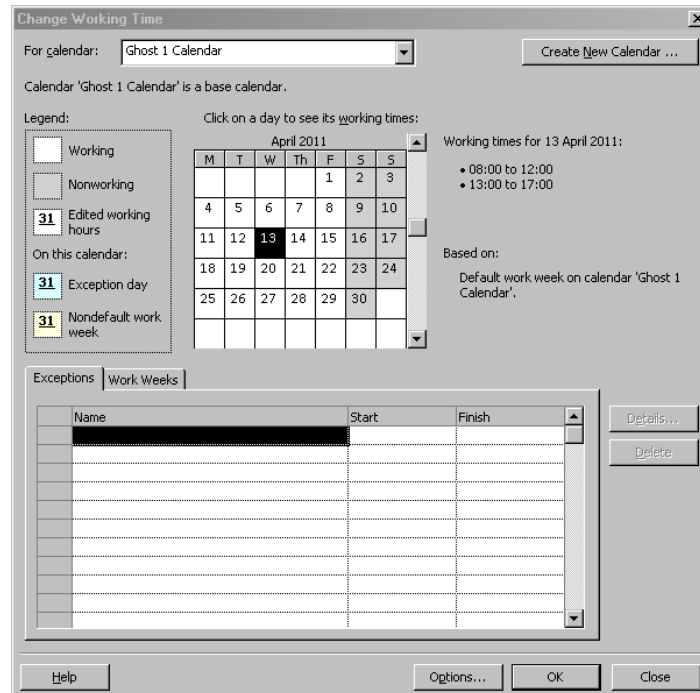 Change Working Time
For calendar: Ghost 1 Calendar
Create New Calendar ...
Calendar 'Ghost 1 Calendar' is a base calendar.
Legend:
Working
Nonworking
31 Edited working
hours
On this calendar:
31 Exception day
31 Nondefault work
week
Click on a day to see its working times:
April 2011
M T W Th F S S
1 2 3
4 5 6 7 8 9 10
11 12 13 14 15 16 17
18 19 20 21 22 23 24
25 26 27 28 29 30
Working times for 13 April 2011:
• 08:00 to 12:00
• 13:00 to 17:00
Based on:
Default work week on calendar 'Ghost 1
Calendar'.
Exceptions Work Weeks
Name Start Finish
Details...
Delete
Help Options... OK Close